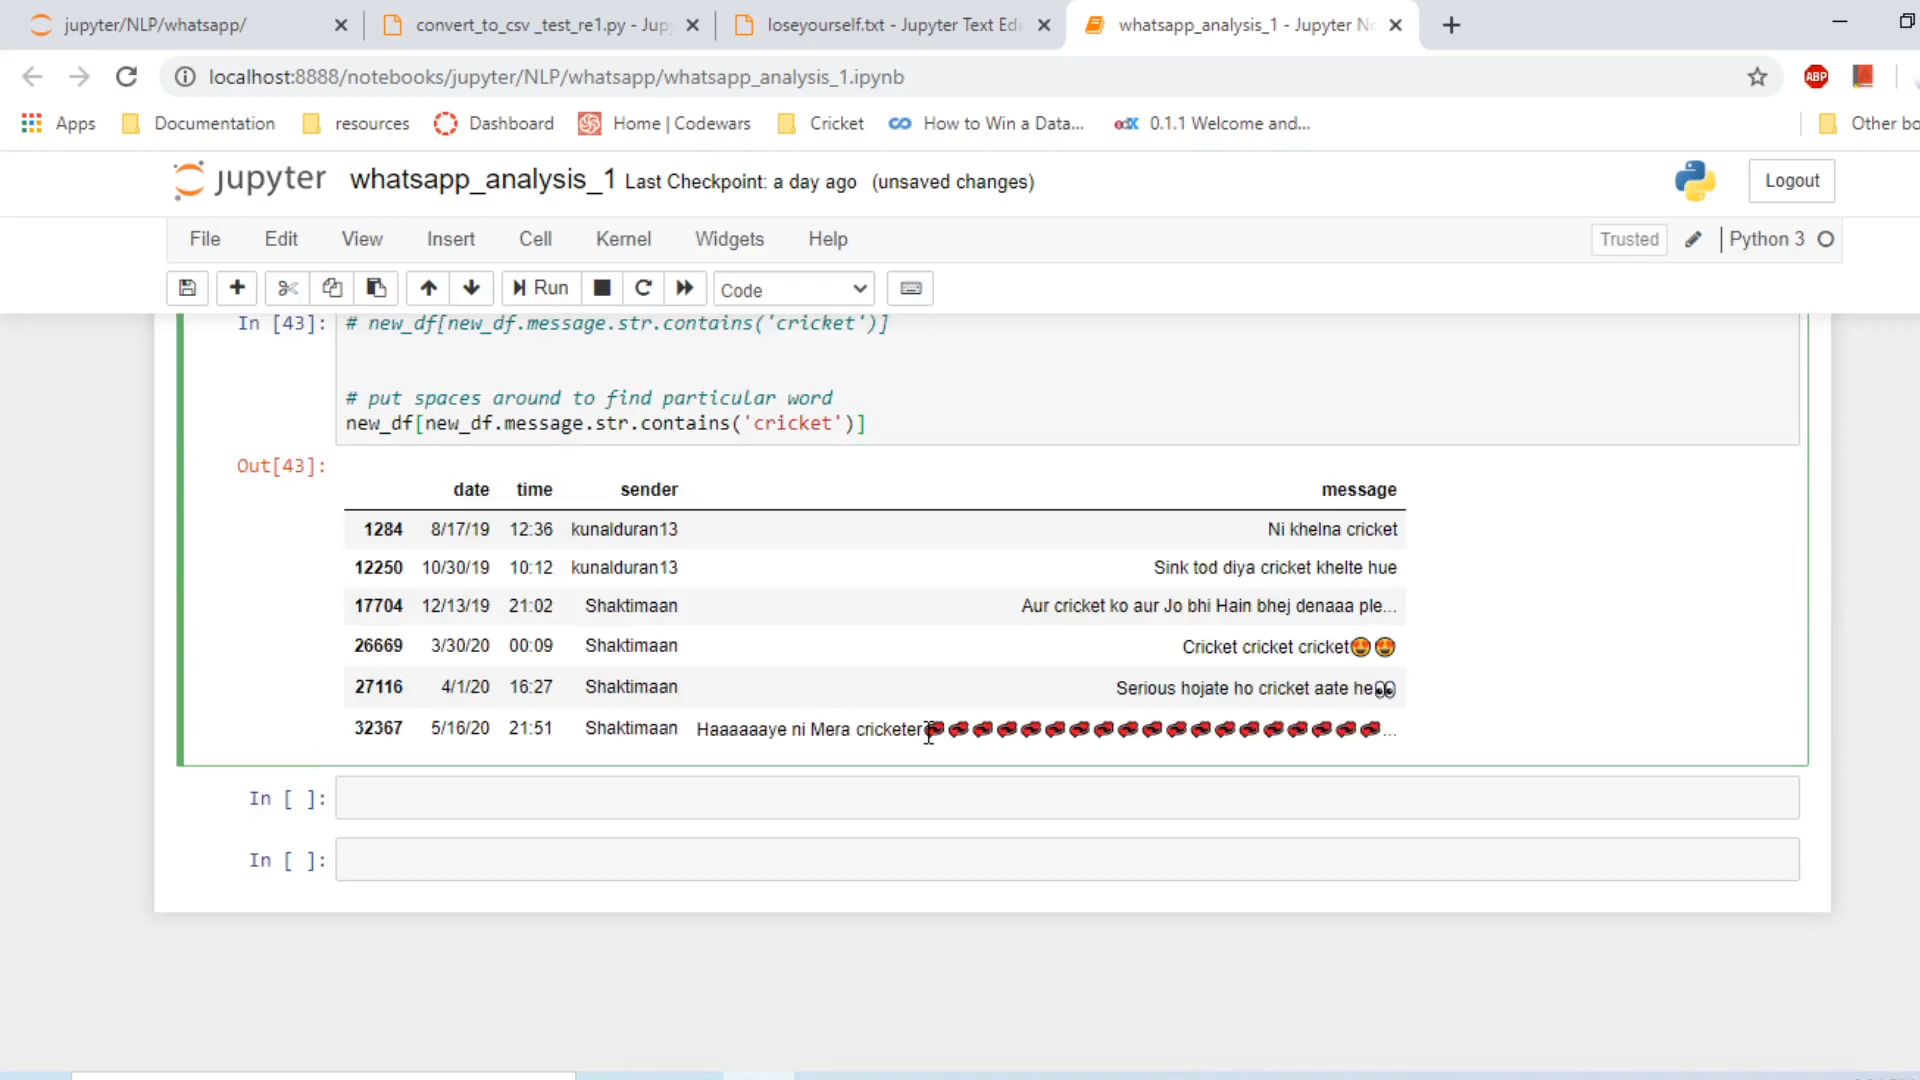 jupyter/NLP/whatsapp/
convert_to_csv _test_re1.py - Jup
loseyourself.txt - Jupyter Text Edi
whatsapp_analysis_1 - Jupyter No
localhost:8888/notebooks/jupyter/NLP/whatsapp/whatsapp_analysis_1.ipynb
ABP
Apps Documentation resources Dashboard Home | Codewars Cricket How to Win a Data... edX 0.1.1 Welcome and... Other bo
jupyter whatsapp_analysis_1 Last Checkpoint: a day ago (unsaved changes) Logout
File Edit View Insert Cell Kernel Widgets Help Trusted Python 3
Run Code
In [43]: # new_df[new_df.message.str.contains('cricket')]
# put spaces around to find particular word
new_df[new_df.message.str.contains('cricket')]
Out[43]:
date time sender message
1284 8/17/19 12:36 kunalduran13 Ni khelna cricket
12250 10/30/19 10:12 kunalduran13 Sink tod diya cricket khelte hue
17704 12/13/19 21:02 Shaktimaan Aur cricket ko aur Jo bhi Hain bhej denaaa ple...
26669 3/30/20 00:09 Shaktimaan Cricket cricket cricket😍😍
27116 4/1/20 16:27 Shaktimaan Serious hojate ho cricket aate he👀
32367 5/16/20 21:51 Shaktimaan Haaaaaaye ni Mera cricketer💋💋💋💋💋💋💋💋💋💋💋💋💋💋💋💋💋💋💋...
In [ ]:
In [ ]: